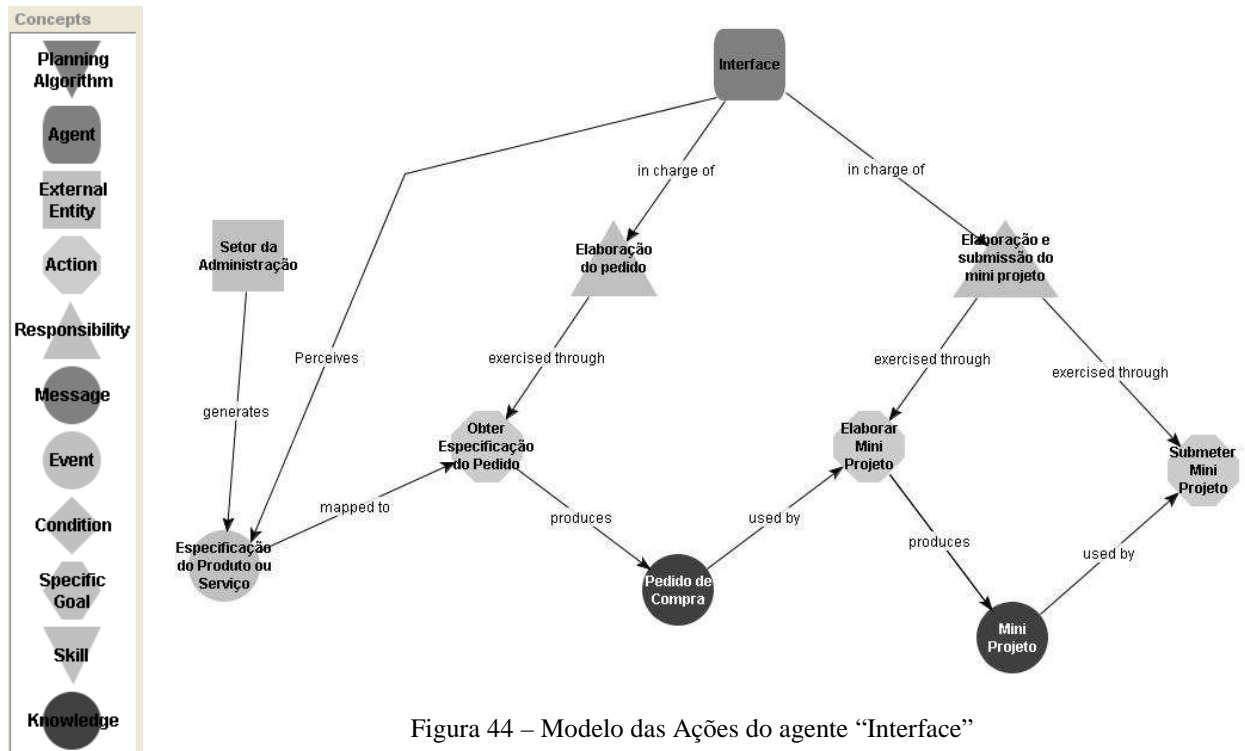 Concepts
Planning
Algorithm
Agent
External
Entity
Action
Responsibility
Message
Event
Condition
Specific
Goal
Skill
Knowledge
Interface
in charge of
in charge of
Setor da
Administração
Elaboração
do pedido
Elaboração e
submissão do
mini projeto
Perceives
exercised through
exercised through
exercised through
generates
Obter
Especificação
do Pedido
Elaborar
Mini
Projeto
Submeter
Mini
Projeto
mapped to
produces
used by
produces
used by
Especificação
do Produto ou
Serviço
Pedido de
Compra
Mini
Projeto
Figura 44 – Modelo das Ações do agente “Interface”